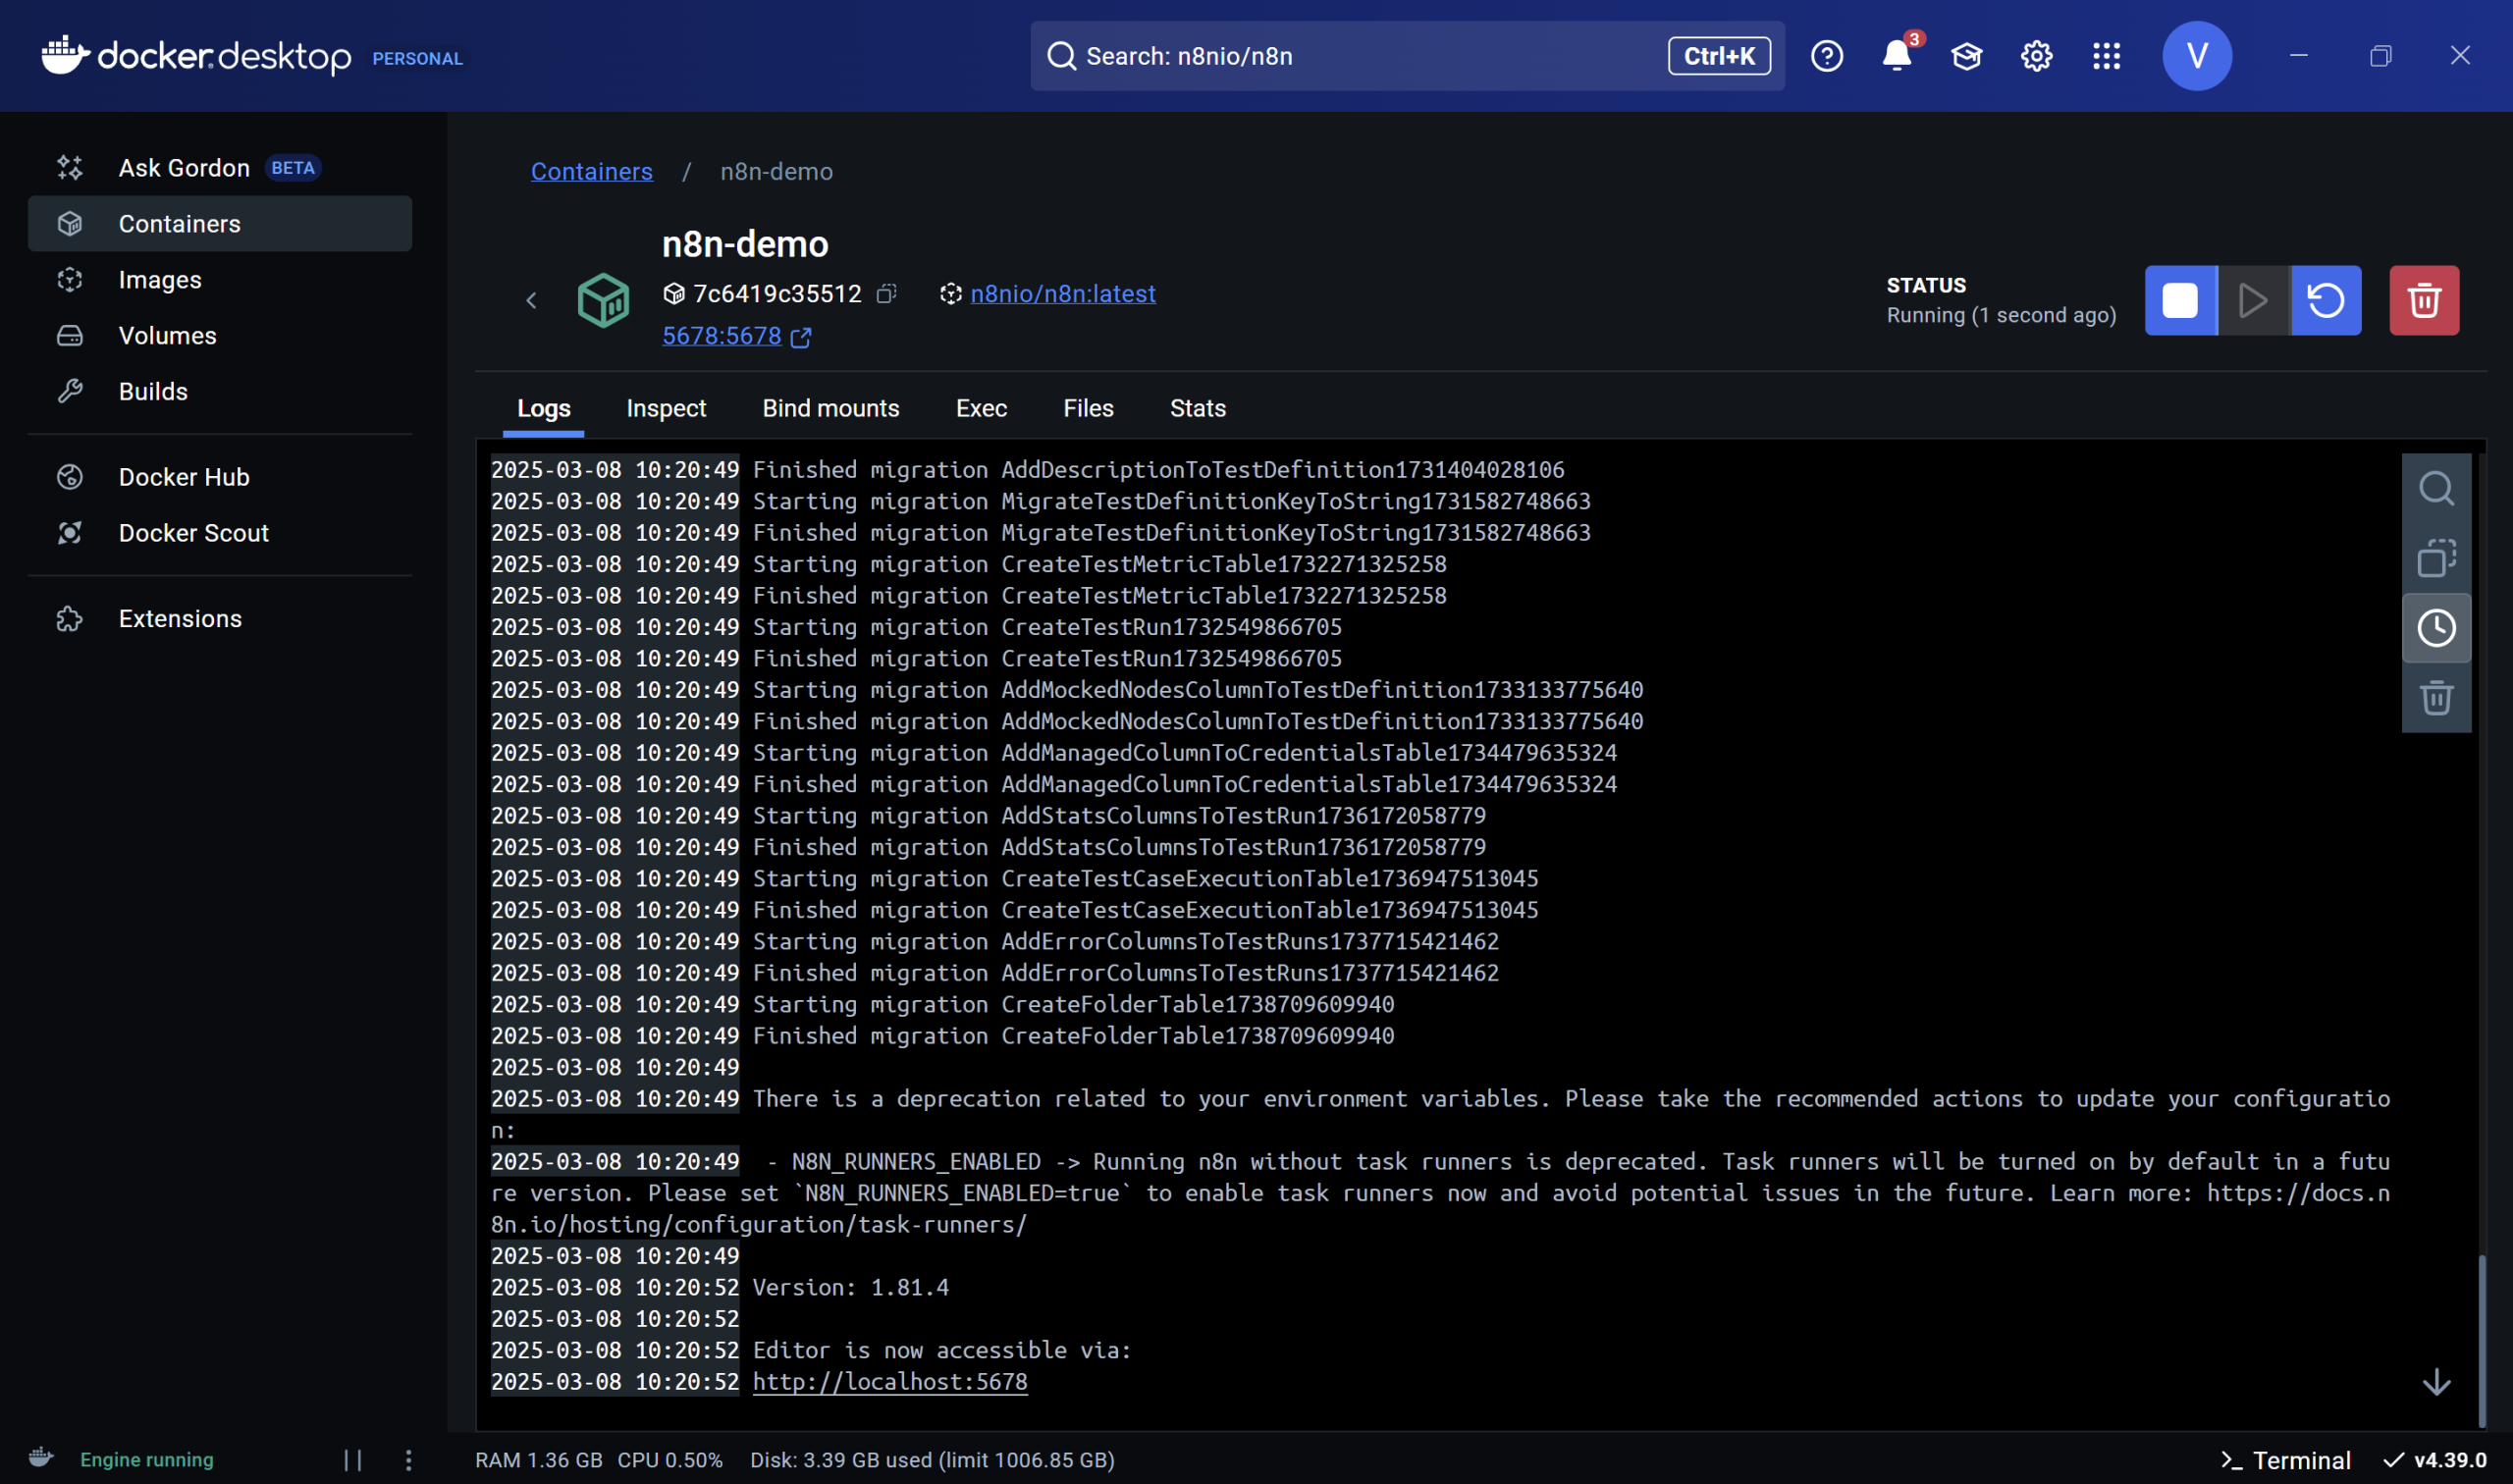 docker.desktop PERSONAL
Search: n8nio/n8n
Ctrl+K
3
V
Ask Gordon BETA
Containers
Images
Volumes
Builds
Docker Hub
Docker Scout
Extensions
Containers / n8n-demo
n8n-demo
7c6419c35512 n8nio/n8n:latest
5678:5678
STATUS
Running (1 second ago)
Logs Inspect Bind mounts Exec Files Stats
2025-03-08 10:20:49 Finished migration AddDescriptionToTestDefinition1731404028106
2025-03-08 10:20:49 Starting migration MigrateTestDefinitionKeyToString1731582748663
2025-03-08 10:20:49 Finished migration MigrateTestDefinitionKeyToString1731582748663
2025-03-08 10:20:49 Starting migration CreateTestMetricTable1732271325258
2025-03-08 10:20:49 Finished migration CreateTestMetricTable1732271325258
2025-03-08 10:20:49 Starting migration CreateTestRun1732549866705
2025-03-08 10:20:49 Finished migration CreateTestRun1732549866705
2025-03-08 10:20:49 Starting migration AddMockedNodesColumnToTestDefinition1733133775640
2025-03-08 10:20:49 Finished migration AddMockedNodesColumnToTestDefinition1733133775640
2025-03-08 10:20:49 Starting migration AddManagedColumnToCredentialsTable1734479635324
2025-03-08 10:20:49 Finished migration AddManagedColumnToCredentialsTable1734479635324
2025-03-08 10:20:49 Starting migration AddStatsColumnsToTestRun1736172058779
2025-03-08 10:20:49 Finished migration AddStatsColumnsToTestRun1736172058779
2025-03-08 10:20:49 Starting migration CreateTestCaseExecutionTable1736947513045
2025-03-08 10:20:49 Finished migration CreateTestCaseExecutionTable1736947513045
2025-03-08 10:20:49 Starting migration AddErrorColumnsToTestRuns1737715421462
2025-03-08 10:20:49 Finished migration AddErrorColumnsToTestRuns1737715421462
2025-03-08 10:20:49 Starting migration CreateFolderTable1738709609940
2025-03-08 10:20:49 Finished migration CreateFolderTable1738709609940
2025-03-08 10:20:49
2025-03-08 10:20:49 There is a deprecation related to your environment variables. Please take the recommended actions to update your configuratio
n:
2025-03-08 10:20:49  - N8N_RUNNERS_ENABLED -> Running n8n without task runners is deprecated. Task runners will be turned on by default in a futu
re version. Please set `N8N_RUNNERS_ENABLED=true` to enable task runners now and avoid potential issues in the future. Learn more: https://docs.n
8n.io/hosting/configuration/task-runners/
2025-03-08 10:20:49
2025-03-08 10:20:52 Version: 1.81.4
2025-03-08 10:20:52
2025-03-08 10:20:52 Editor is now accessible via:
2025-03-08 10:20:52 http://localhost:5678
Engine running
RAM 1.36 GB CPU 0.50% Disk: 3.39 GB used (limit 1006.85 GB)
Terminal
v4.39.0